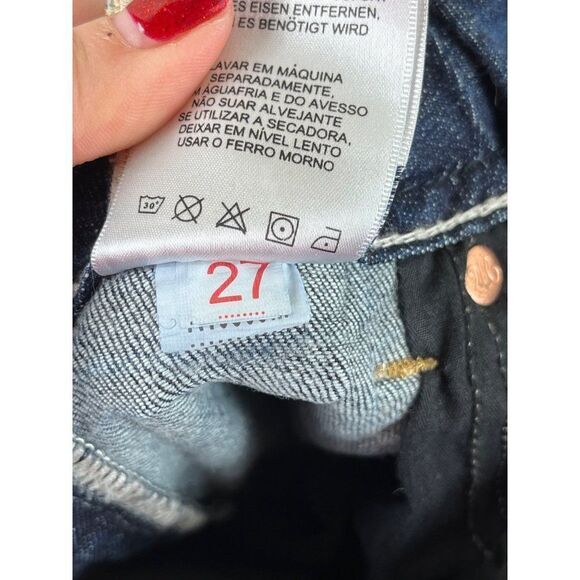 ES EISEN ENTFERNEN,
ES BENÖTIGT WIRD
LAVAR EM MÁQUINA
SEPARADAMENTE,
EM AGUAFRIA E DO AVESSO
NÃO SUAR ALVEJANTE
SE UTILIZAR A SECADORA,
DEIXAR EM NÍVEL LENTO
USAR O FERRO MORNO
30°
27